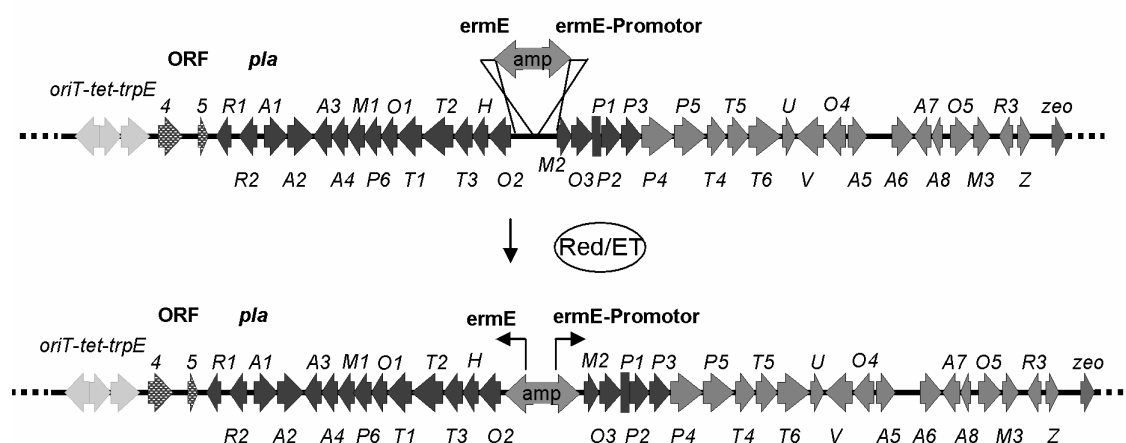 ermE ermE-Promotor
amp
ORF pla
oriT-tet-trpE
4 5 R1 A1 A3 M1 O1 T2 H P1 P3 P5 T5 U O4 A7 O5 R3 zeo
R2 A2 A4 P6 T1 T3 O2 M2 O3 P2 P4 T4 T6 V A5 A6 A8 M3 Z
Red/ET
ORF pla ermE ermE-Promotor
oriT-tet-trpE
4 5 R1 A1 A3 M1 O1 T2 H M2 P1 P3 P5 T5 U O4 A7 O5 R3 zeo
amp
R2 A2 A4 P6 T1 T3 O2 O3 P2 P4 T4 T6 V A5 A6 A8 M3 Z